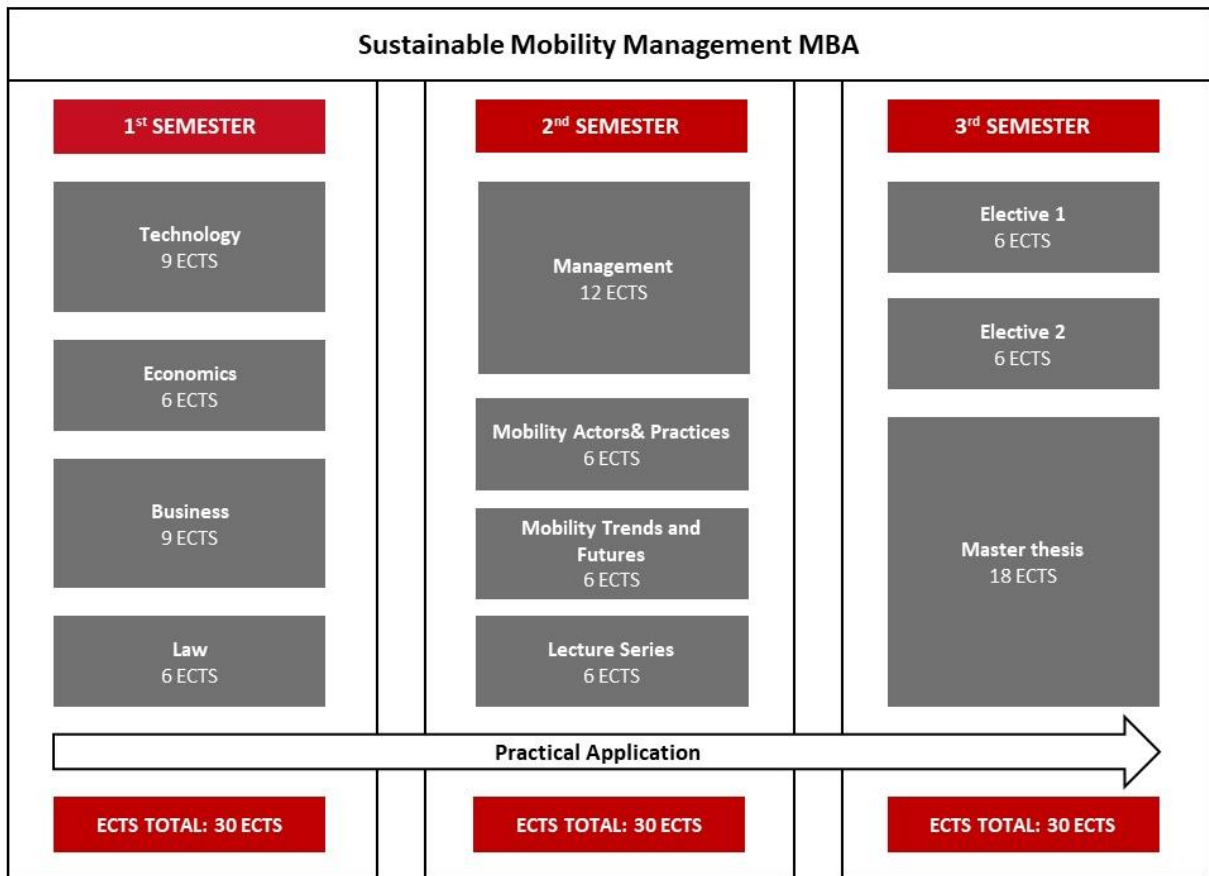 Sustainable Mobility Management MBA
1st SEMESTER
Technology
9 ECTS
Economics
6 ECTS
Business
9 ECTS
Law
6 ECTS
2nd SEMESTER
Management
12 ECTS
Mobility Actors& Practices
6 ECTS
Mobility Trends and
Futures
6 ECTS
Lecture Series
6 ECTS
3rd SEMESTER
Elective 1
6 ECTS
Elective 2
6 ECTS
Master thesis
18 ECTS
Practical Application
ECTS TOTAL: 30 ECTS
ECTS TOTAL: 30 ECTS
ECTS TOTAL: 30 ECTS